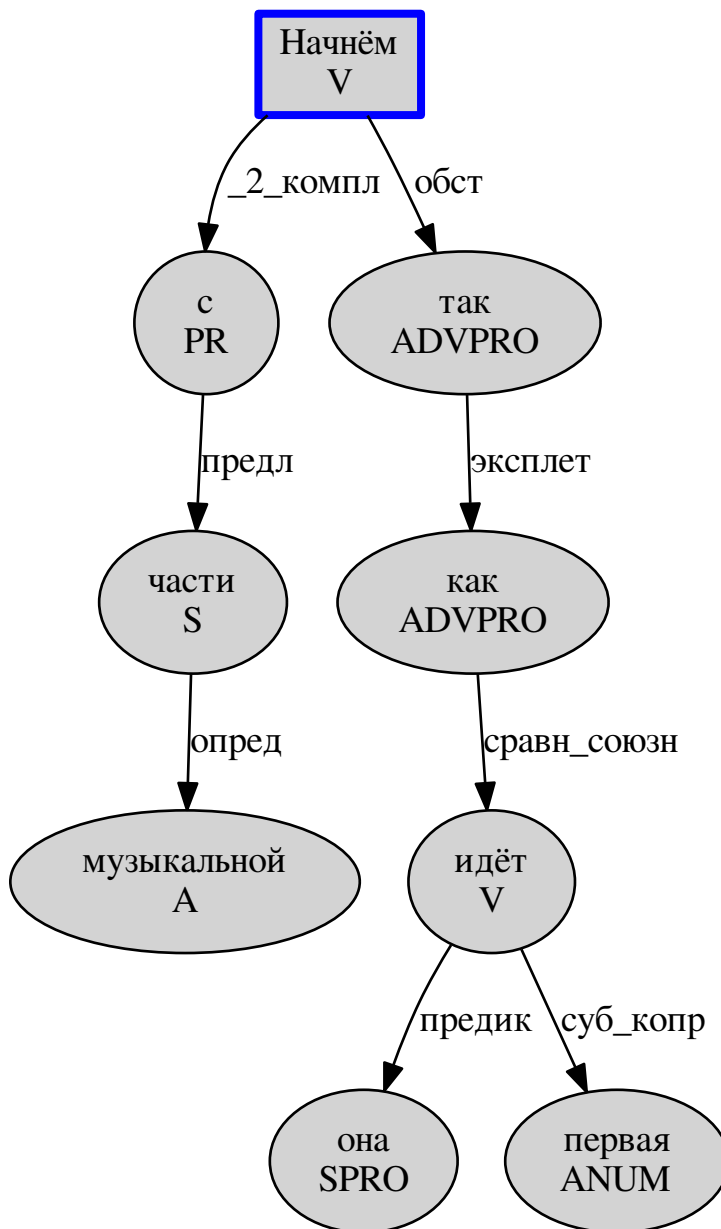 Начнём
V
_2_компл
обст
с
PR
так
ADVPRO
предл
эксплет
части
S
как
ADVPRO
опред
сравн_союзн
музыкальной
A
идёт
V
предик
суб_копр
она
SPRO
первая
ANUM